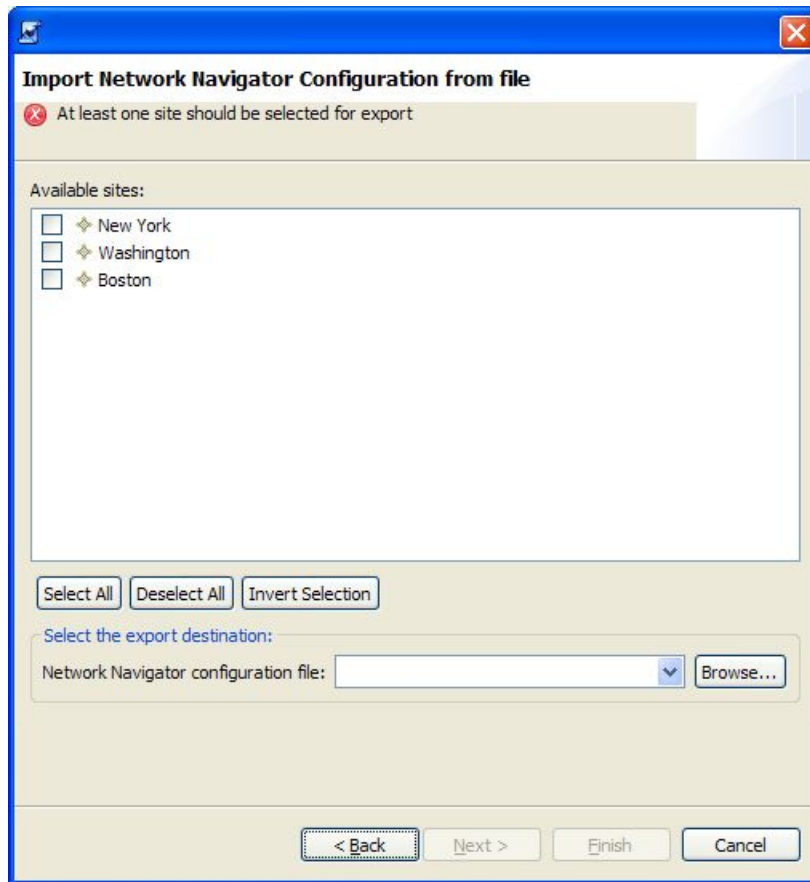 Import Network Navigator Configuration from file
At least one site should be selected for export
Available sites:
New York
Washington
Boston
Select All Deselect All Invert Selection
Select the export destination:
Network Navigator configuration file: Browse...
< Back Next > Finish Cancel